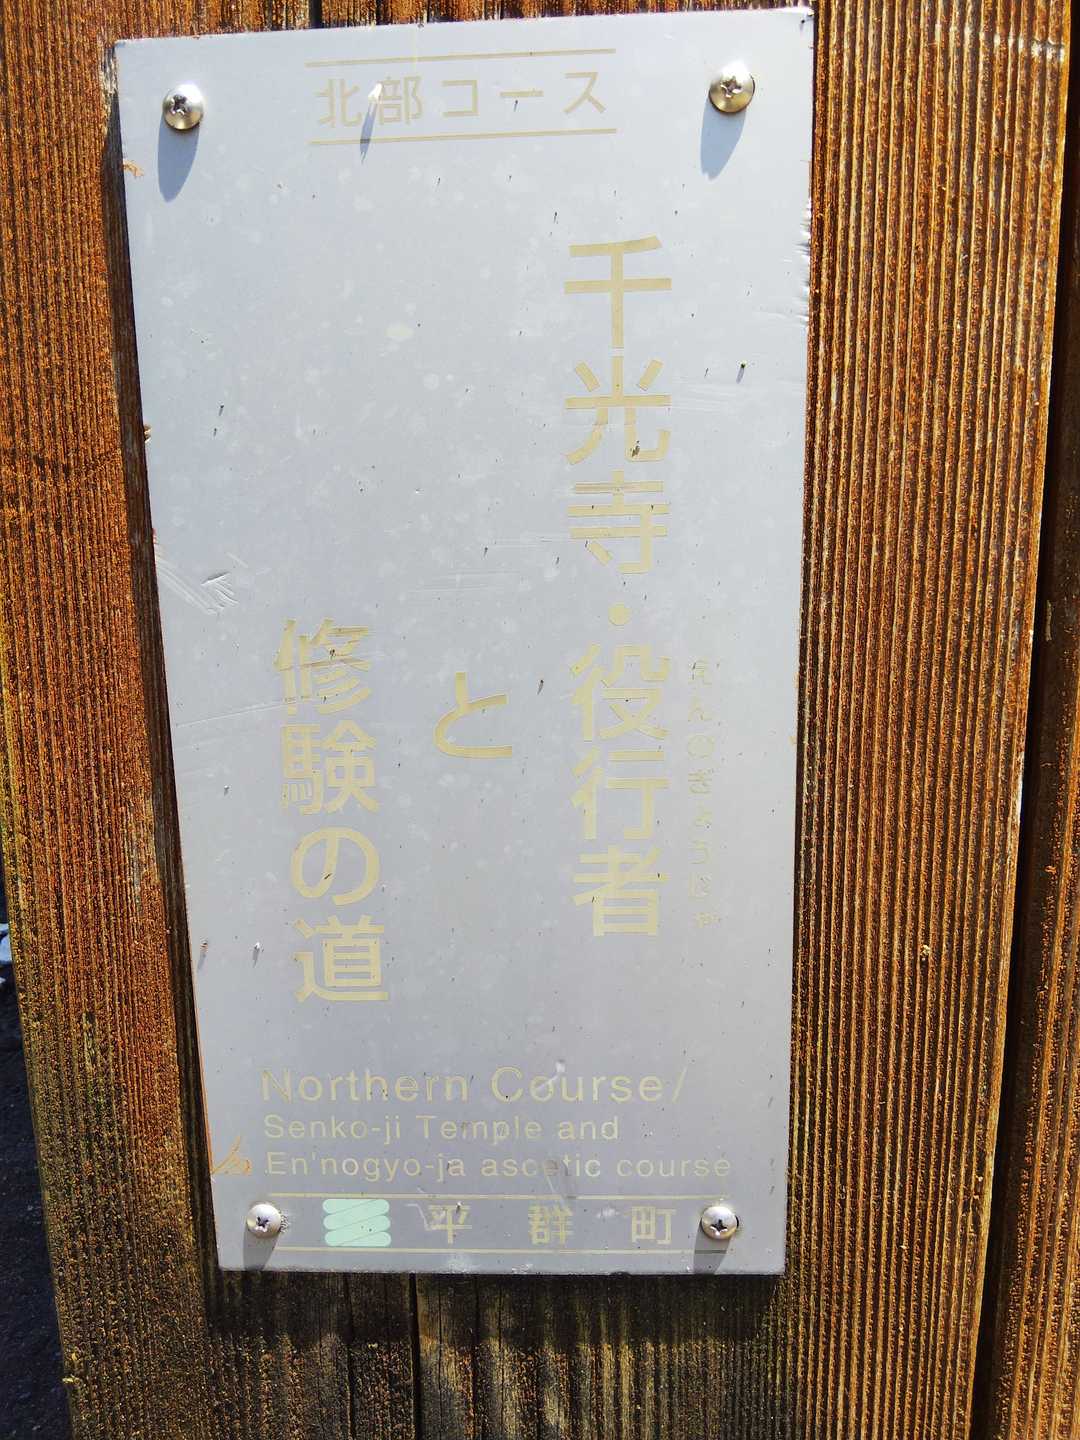 北部コース
えんのぎょうじゃ
千光寺・役行者
と
修験の道
Northern Course/
Senko-ji Temple and
En'nogyo-ja ascetic course
平群町